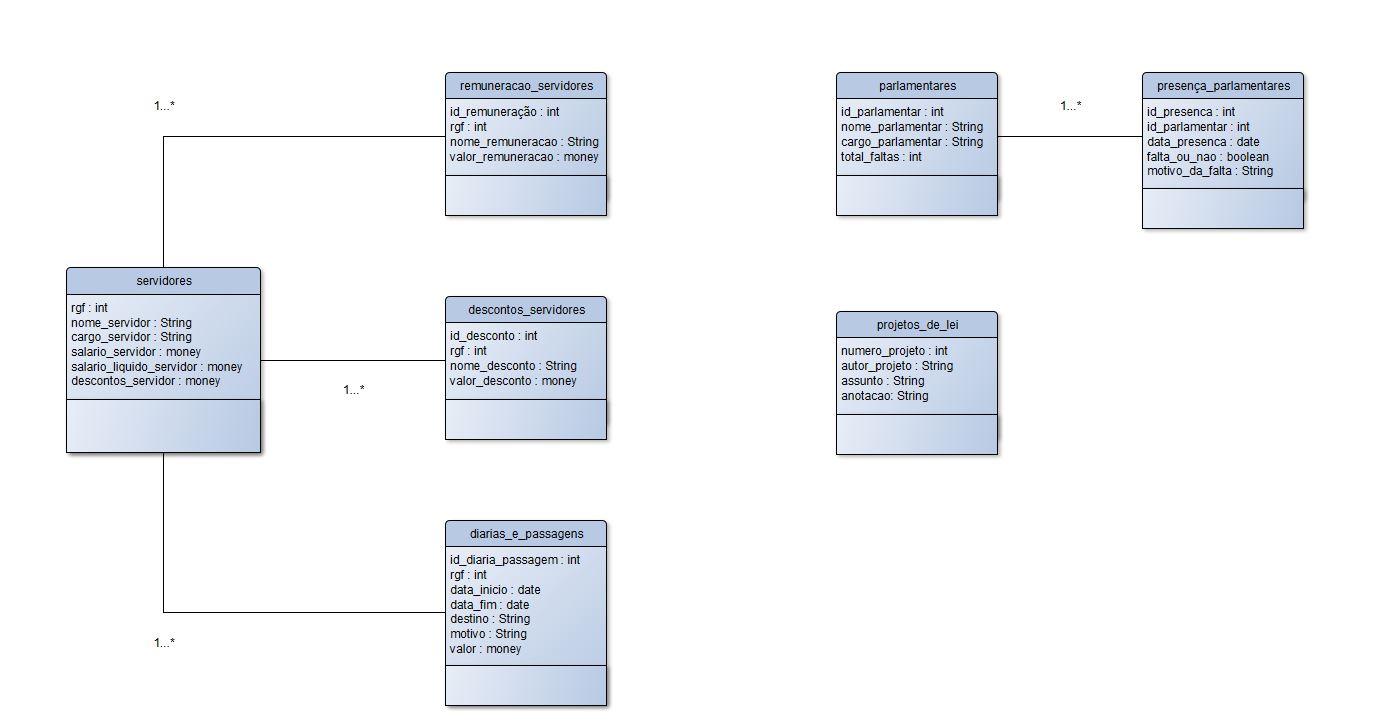 1...*
remuneracao_servidores
id_remuneração : int
rgf : int
nome_remuneracao : String
valor_remuneracao : money
servidores
rgf : int
nome_servidor : String
cargo_servidor : String
salario_servidor : money
salario_liquido_servidor : money
descontos_servidor : money
1...*
descontos_servidores
id_desconto : int
rgf : int
nome_desconto : String
valor_desconto : money
1...*
diarias_e_passagens
id_diaria_passagem : int
rgf : int
data_inicio : date
data_fim : date
destino : String
motivo : String
valor : money
parlamentares
id_parlamentar : int
nome_parlamentar : String
cargo_parlamentar : String
total_faltas : int
1...*
presença_parlamentares
id_presenca : int
id_parlamentar : int
data_presenca : date
falta_ou_nao : boolean
motivo_da_falta : String
projetos_de_lei
numero_projeto : int
autor_projeto : String
assunto : String
anotacao: String